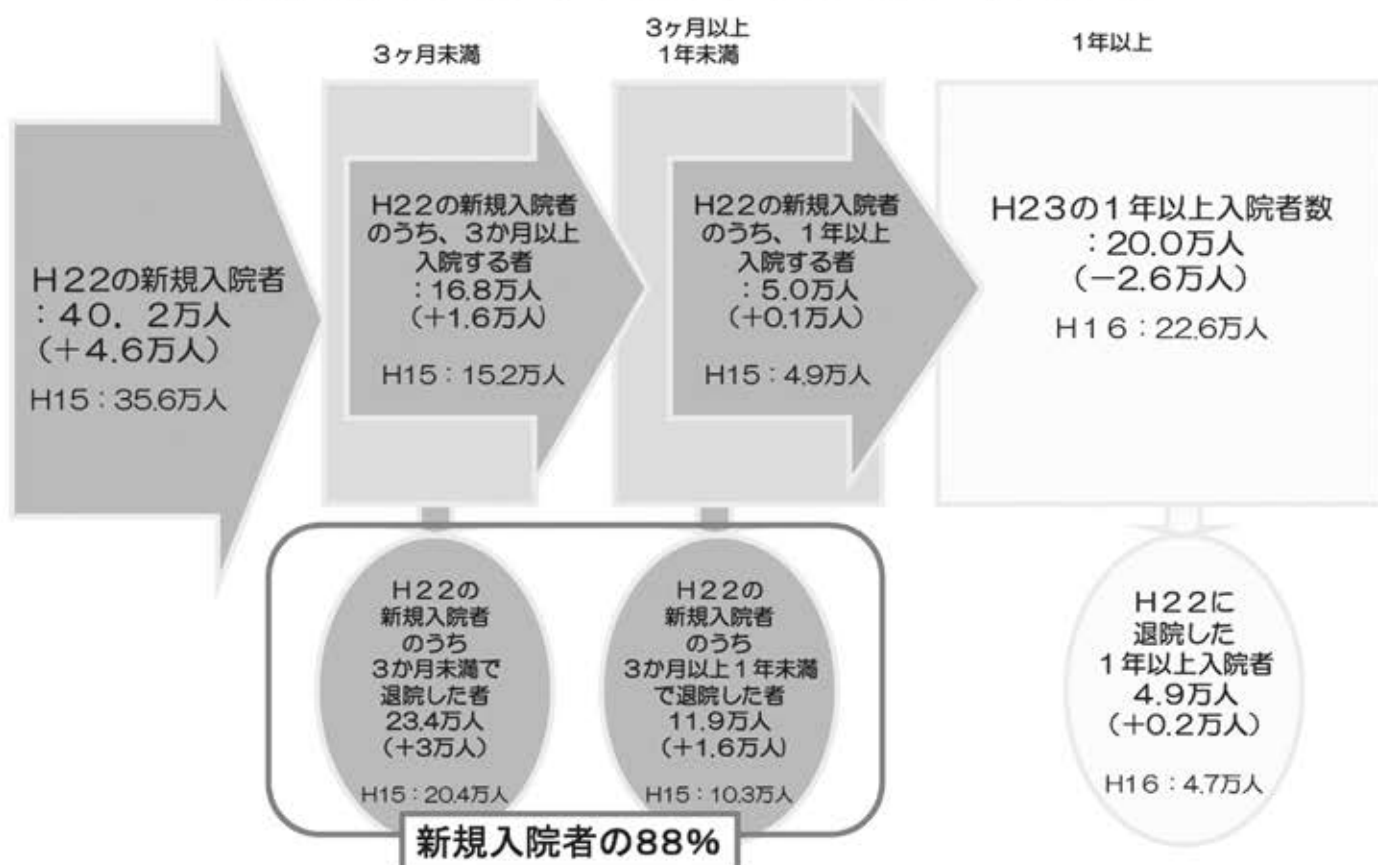 3ヶ月未満
3ヶ月以上
1年未満
1年以上
H22の新規入院者
:40．2万人
(+4.6万人)
H15:35.6万人
H22の新規入院者
のうち、3か月以上
入院する者
:16.8万人
(+1.6万人)
H15:15.2万人
H22の新規入院者
のうち、1年以上
入院する者
:5.0万人
(+0.1万人)
H15:4.9万人
H23の1年以上入院者数
:20.0万人
(−2.6万人)
H16:22.6万人
H22の
新規入院者
のうち
3か月未満で
退院した者
23.4万人
(+3万人)
H15:20.4万人
H22の
新規入院者
のうち
3か月以上1年未満
で退院した者
11.9万人
(+1.6万人)
H15:10.3万人
H22に
退院した
1年以上入院者
4.9万人
(+0.2万人)
H16:4.7万人
新規入院者の88%